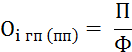 Оi гп (пп) = П/Ф